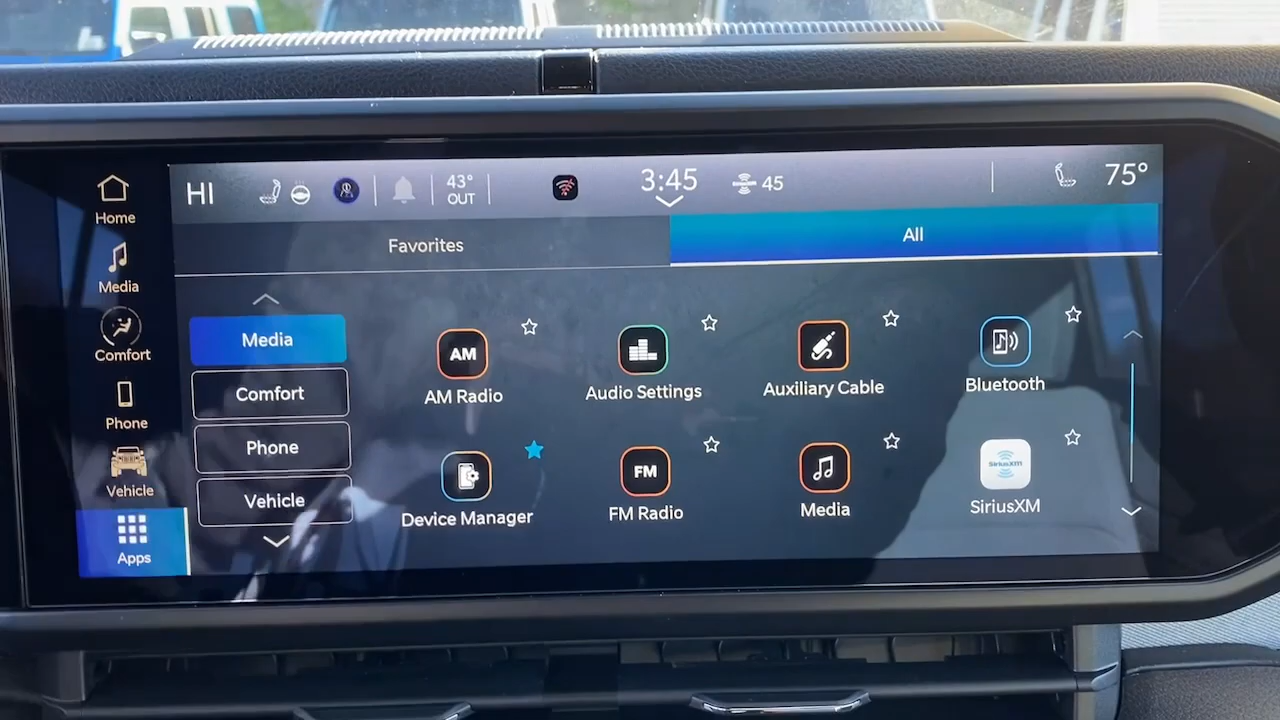 HI
43°
OUT
3:45
45
75°
Home
Media
Comfort
Phone
Vehicle
Apps
Favorites
All
Media
Comfort
Phone
Vehicle
AM
AM Radio
Audio Settings
Auxiliary Cable
Bluetooth
Device Manager
FM
FM Radio
Media
SiriusXM
SiriusXM